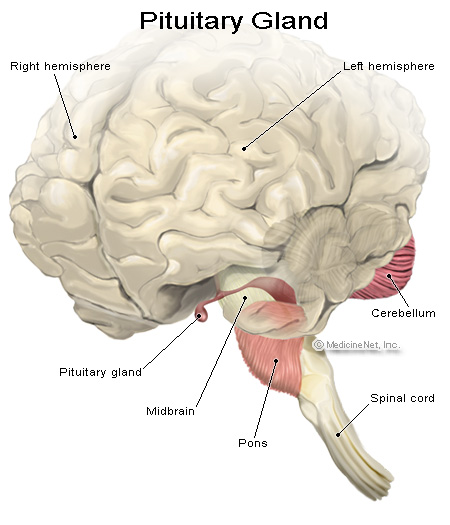 Pituitary Gland
Right hemisphere
Left hemisphere
Cerebellum
© MedicineNet, Inc.
Pituitary gland
Spinal cord
Midbrain
Pons